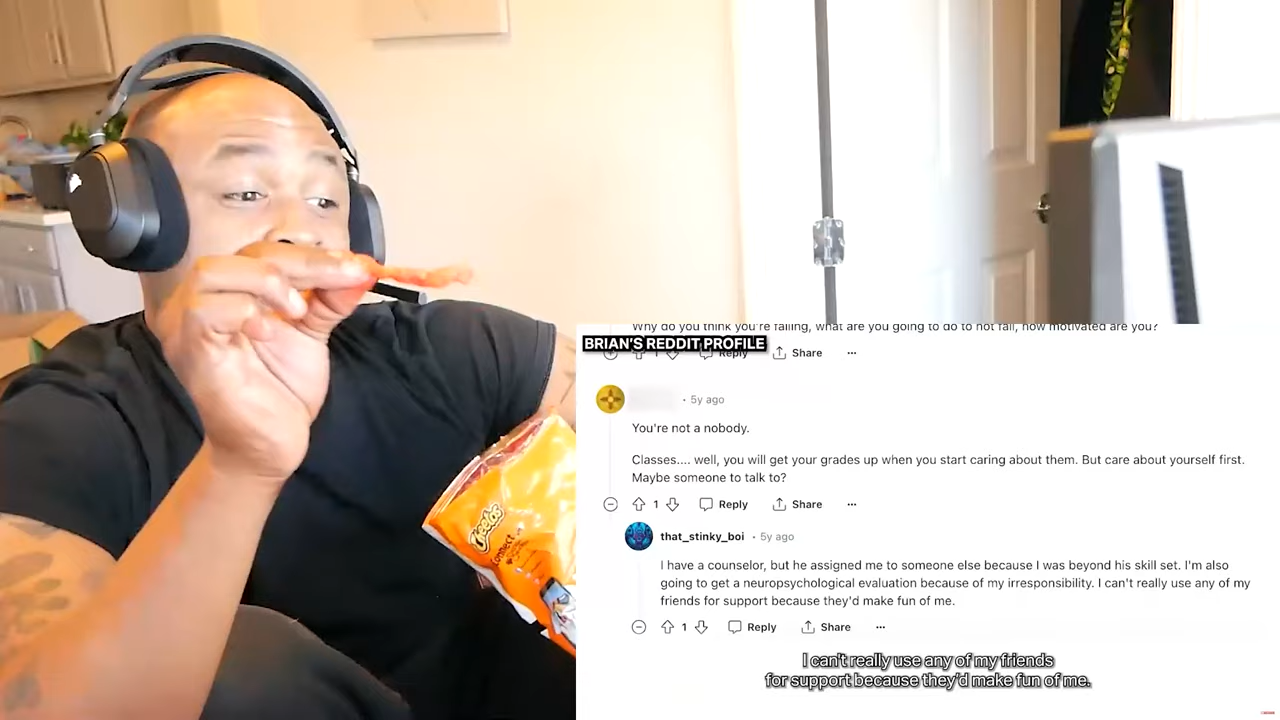 Why do you think you're failing, what are you going to do to not fail, how motivated are you?
BRIAN'S REDDIT PROFILE
1 Reply Share ...
• 5y ago
You're not a nobody.
Classes.... well, you will get your grades up when you start caring about them. But care about yourself first.
Maybe someone to talk to?
1 Reply Share ...
that_stinky_boi • 5y ago
I have a counselor, but he assigned me to someone else because I was beyond his skill set. I'm also
going to get a neuropsychological evaluation because of my irresponsibility. I can't really use any of my
friends for support because they'd make fun of me.
1 Reply Share ...
I can't really use any of my friends
for support because they'd make fun of me.
Cheetos